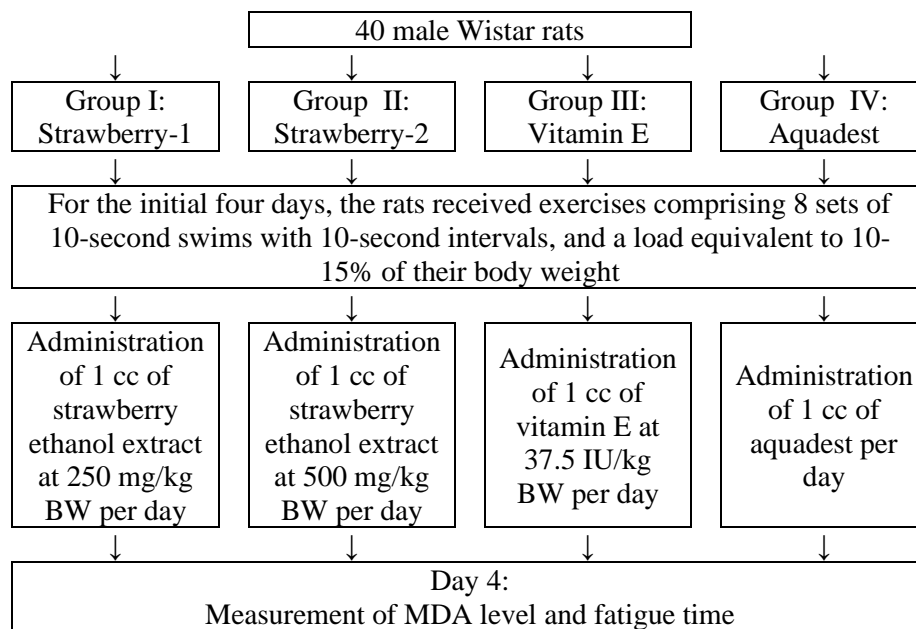 40 male Wistar rats
↓ ↓ ↓ ↓
Group I:
Strawberry-1
Group II:
Strawberry-2
Group III:
Vitamin E
Group IV:
Aquadest
↓ ↓ ↓ ↓
For the initial four days, the rats received exercises comprising 8 sets of
10-second swims with 10-second intervals, and a load equivalent to 10-
15% of their body weight
↓ ↓ ↓ ↓
Administration
of 1 cc of
strawberry
ethanol extract
at 250 mg/kg
BW per day
Administration
of 1 cc of
strawberry
ethanol extract
at 500 mg/kg
BW per day
Administration
of 1 cc of
vitamin E at
37.5 IU/kg
BW per day
Administration
of 1 cc of
aquadest per
day
↓ ↓ ↓ ↓
Day 4:
Measurement of MDA level and fatigue time